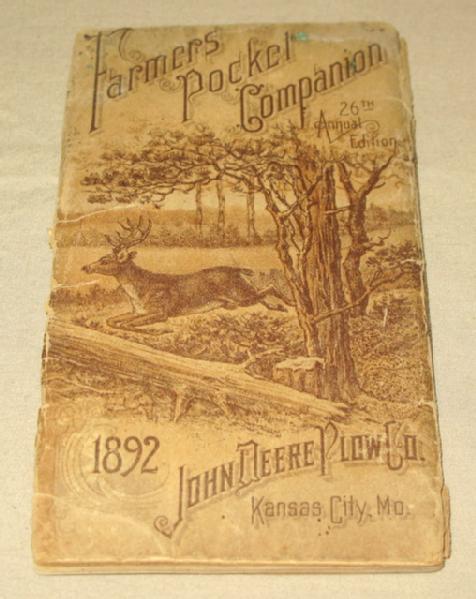 Farmers
Pocket
Companion
26TH
Annual
Edition
1892
JOHN DEERE PLOW CO.
Kansas City, Mo.